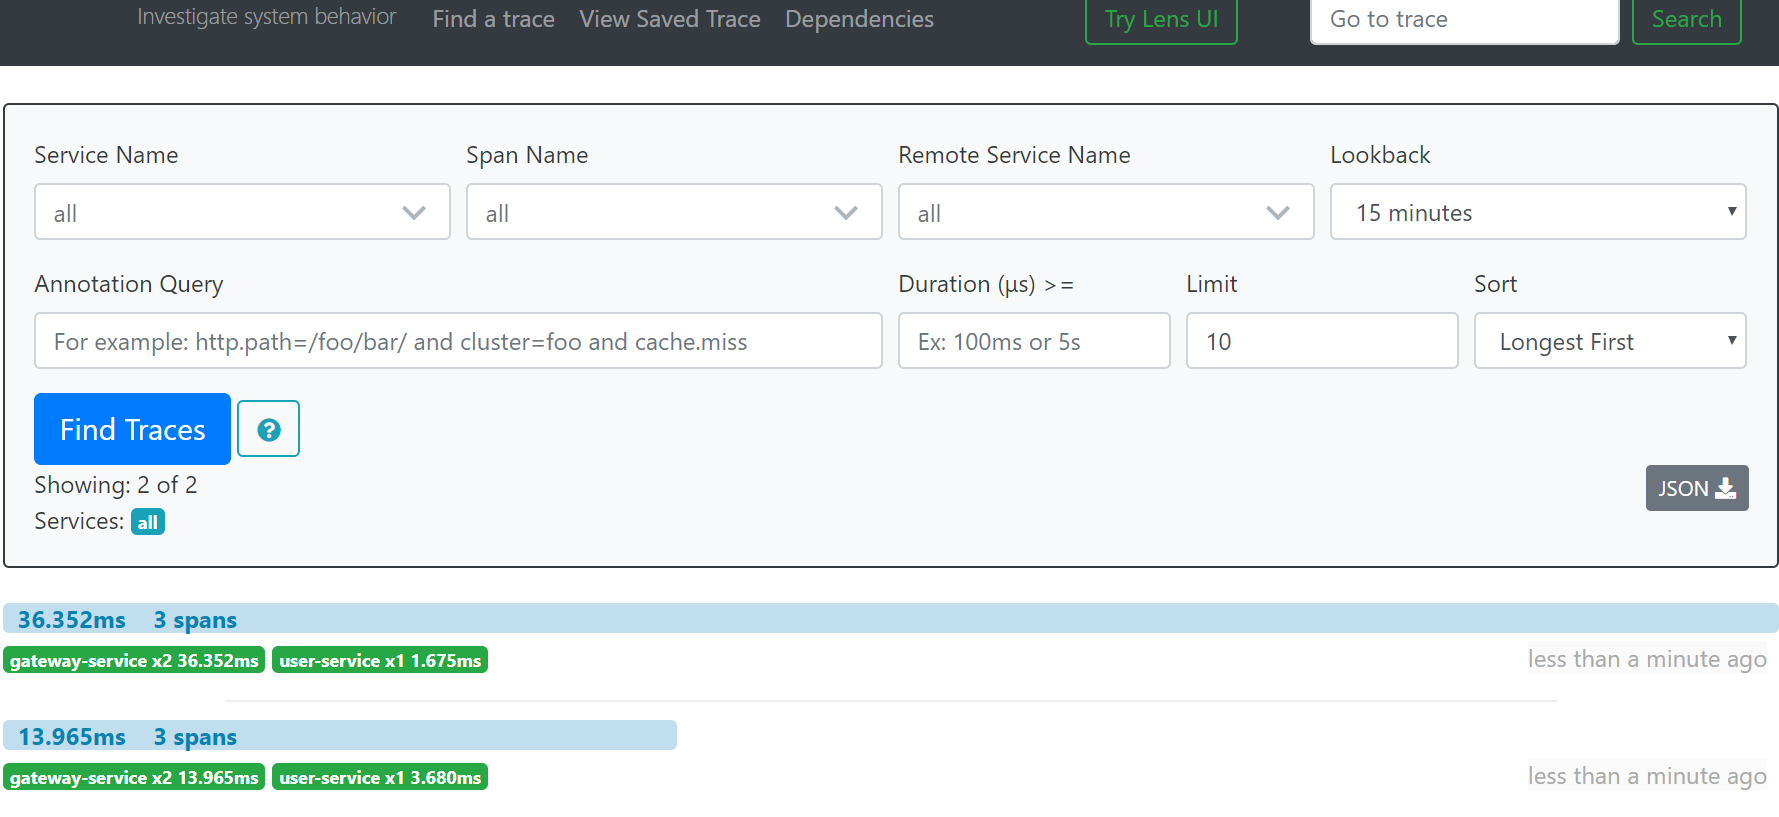 Investigate system behavior Find a trace View Saved Trace Dependencies Try Lens UI Go to trace Search
Service Name Span Name Remote Service Name Lookback
all all all 15 minutes
Annotation Query Duration (μs) >= Limit Sort
For example: http.path=/foo/bar/ and cluster=foo and cache.miss Ex: 100ms or 5s 10 Longest First
Find Traces
Showing: 2 of 2
JSON
Services: all
36.352ms 3 spans
gateway-service x2 36.352ms user-service x1 1.675ms less than a minute ago
13.965ms 3 spans
gateway-service x2 13.965ms user-service x1 3.680ms less than a minute ago